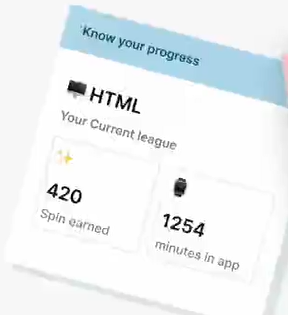 Know your progress
HTML
Your Current league
420
Spin earned
1254
minutes in app